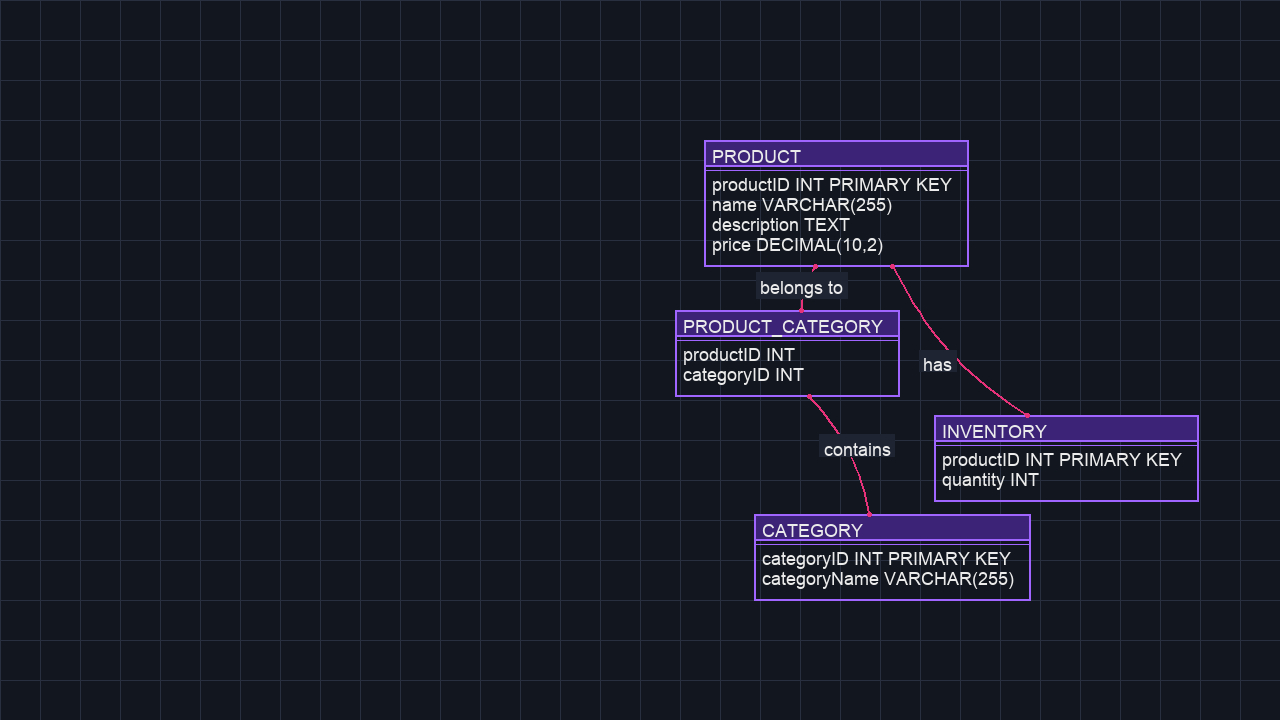 PRODUCT
productID INT PRIMARY KEY
name VARCHAR(255)
description TEXT
price DECIMAL(10,2)
belongs to
PRODUCT_CATEGORY
productID INT
categoryID INT
has
contains
INVENTORY
productID INT PRIMARY KEY
quantity INT
CATEGORY
categoryID INT PRIMARY KEY
categoryName VARCHAR(255)